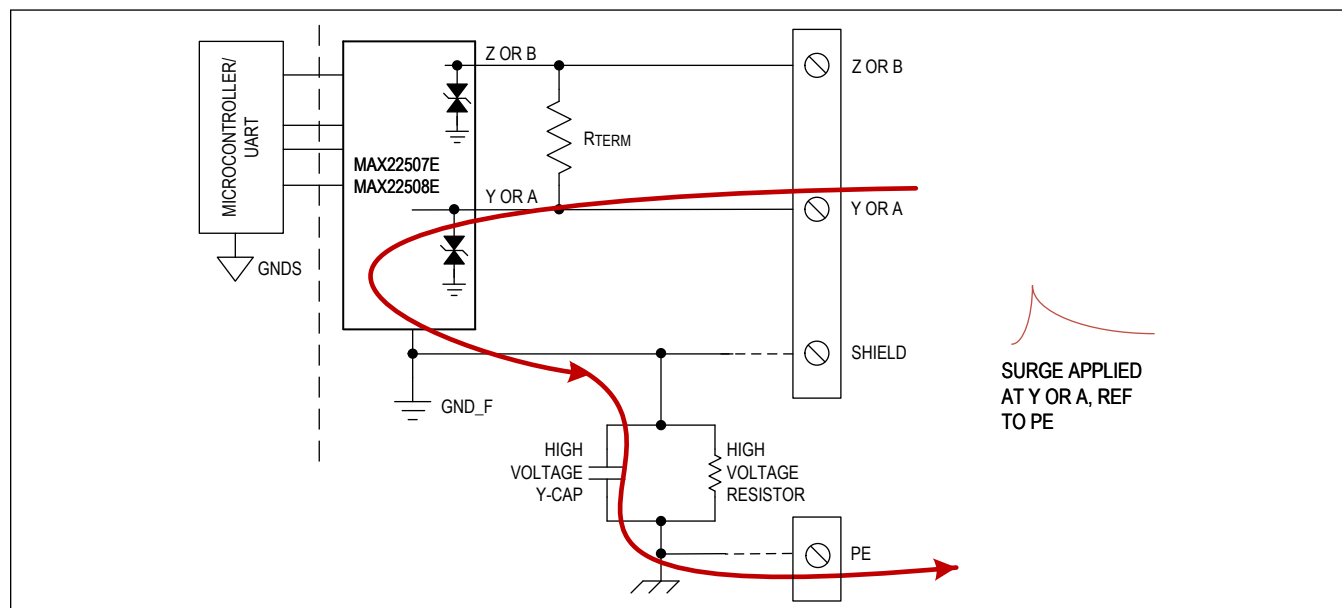 MICROCONTROLLER/
UART
GNDS
MAX22507E
MAX22508E
Z OR B
Y OR A
RTERM
Z OR B
Y OR A
SHIELD
GND_F
HIGH
VOLTAGE
Y-CAP
HIGH
VOLTAGE
RESISTOR
PE
SURGE APPLIED
AT Y OR A, REF
TO PE